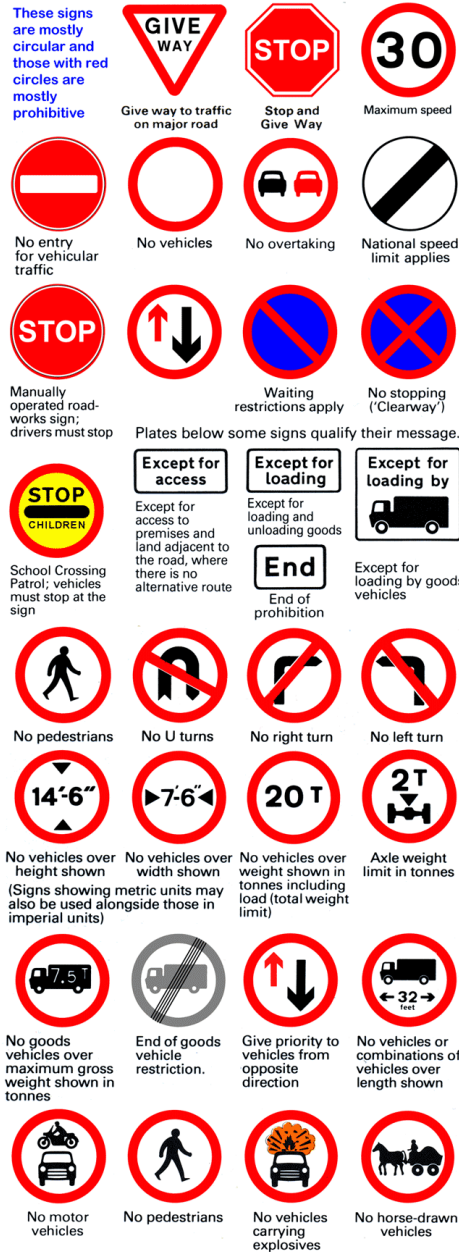 These signs
are mostly
circular and
those with red
circles are
mostly
prohibitive
GIVE
WAY
STOP
30
Give way to traffic
on major road
Stop and
Give Way
Maximum speed
No entry
for vehicular
traffic
No vehicles
No overtaking
National speed
limit applies
STOP
Manually
operated road-
works sign;
drivers must stop
Waiting
restrictions apply
No stopping
('Clearway')
Plates below some signs qualify their message.
STOP
CHILDREN
School Crossing
Patrol; vehicles
must stop at the
sign
Except for
access
Except for
access to
premises and
land adjacent to
the road, where
there is no
alternative route
Except for
loading
Except for
loading and
unloading goods
End
End of
prohibition
Except for
loading by
Except for
loading by goods
vehicles
No pedestrians
No U turns
No right turn
No left turn
14'-6"
7'-6"
20 T
2T
No vehicles over
height shown
No vehicles over
width shown
(Signs showing metric units may
also be used alongside those in
imperial units)
No vehicles over
weight shown in
tonnes including
load (total weight
limit)
Axle weight
limit in tonnes
7.5 T
32
feet
No goods
vehicles over
maximum gross
weight shown in
tonnes
End of goods
vehicle
restriction.
Give priority to
vehicles from
opposite
direction
No vehicles or
combinations of
vehicles over
length shown
No motor
vehicles
No pedestrians
No vehicles
carrying
explosives
No horse-drawn
vehicles